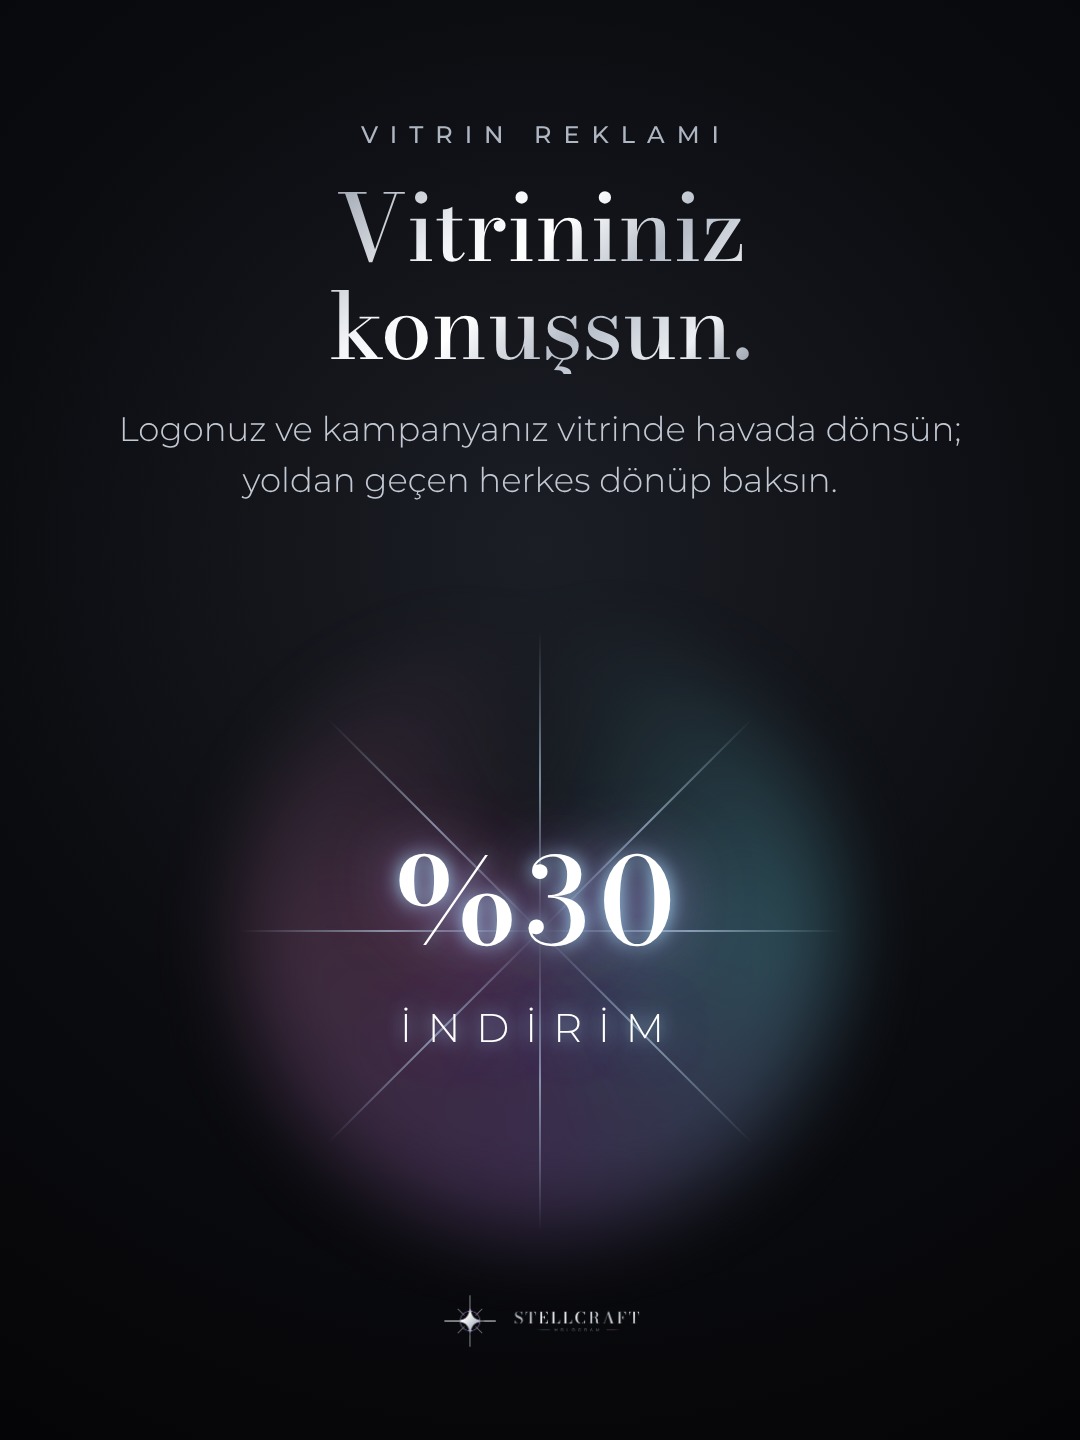 VITRIN REKLAMI
Vitrininiz
konuşsun.
Logonuz ve kampanyanız vitrinde havada dönsün;
yoldan geçen herkes dönüp baksın.
%30
İNDİRİM
STELLCRAFT